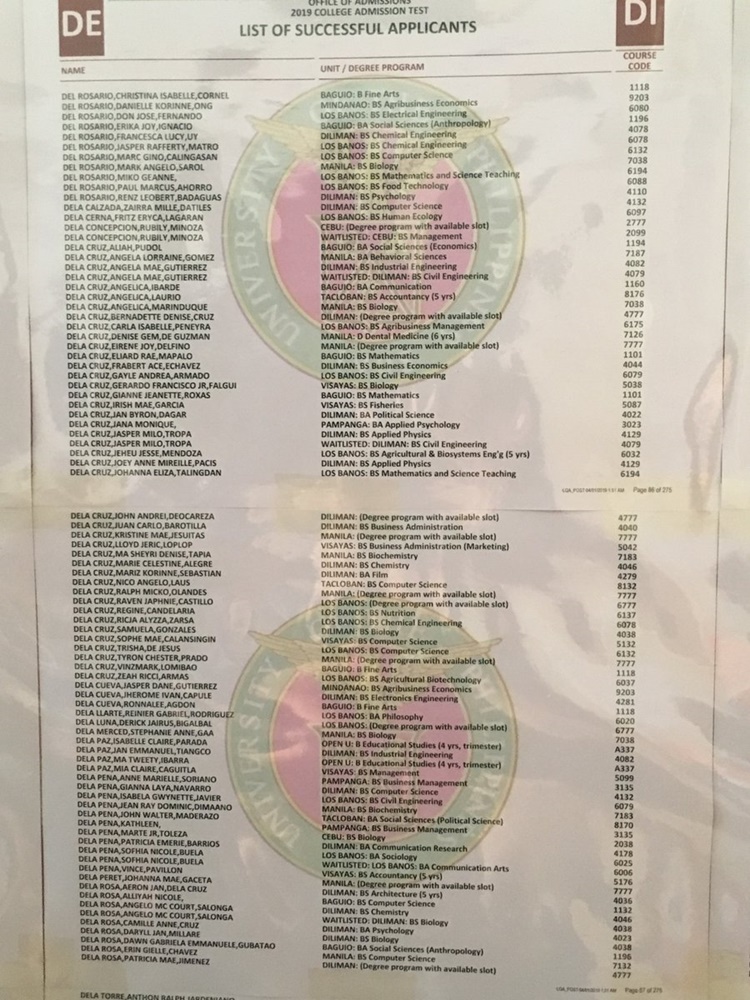 DE
OFFICE OF ADMISSIONS
2019 COLLEGE ADMISSION TEST
LIST OF SUCCESSFUL APPLICANTS
DI
NAME UNIT / DEGREE PROGRAM COURSE CODE
DEL ROSARIO,CHRISTINA ISABELLE,CORNEL BAGUIO: B Fine Arts 1118
DEL ROSARIO,DANIELLE KORINNE,ONG MINDANAO: BS Agribusiness Economics 9203
DEL ROSARIO,DON JOSE,FERNANDO LOS BANOS: BS Electrical Engineering 6080
DEL ROSARIO,ERIKA JOY,IGNACIO BAGUIO: BA Social Sciences (Anthropology) 1196
DEL ROSARIO,FRANCESCA LUCY,UY DILIMAN: BS Chemical Engineering 4078
DEL ROSARIO,JASPER RAFFERTY,MATRO LOS BANOS: BS Chemical Engineering 6078
DEL ROSARIO,MARC GINO,CALINGASAN LOS BANOS: BS Computer Science 6132
DEL ROSARIO,MARK ANGELO,SAROL MANILA: BS Biology 7038
DEL ROSARIO,MIKO GEANNE, LOS BANOS: BS Mathematics and Science Teaching 6194
DEL ROSARIO,PAUL MARCUS,AHORRO LOS BANOS: BS Food Technology 6088
DEL ROSARIO,RENZ LEOBERT,BADAGUAS DILIMAN: BS Psychology 4110
DELA CALZADA,ZAIRRA MILLE,DATILES DILIMAN: BS Computer Science 4132
DELA CERNA,FRITZ ERYCA,LAGARAN LOS BANOS: BS Human Ecology 6097
DELA CONCEPCION,RUBILY,MINOZA CEBU: (Degree program with available slot) 2777
DELA CONCEPCION,RUBILY,MINOZA WAITLISTED: CEBU: BS Management 2099
DELA CRUZ,ALIAH,PUDOL BAGUIO: BA Social Sciences (Economics) 1194
DELA CRUZ,ANGELA LORRAINE,GOMEZ MANILA: BA Behavioral Sciences 7187
DELA CRUZ,ANGELA MAE,GUTIERREZ DILIMAN: BS Industrial Engineering 4082
DELA CRUZ,ANGELA MAE,GUTIERREZ WAITLISTED: DILIMAN: BS Civil Engineering 4079
DELA CRUZ,ANGELICA,IBARDE BAGUIO: BA Communication 1160
DELA CRUZ,ANGELICA,LAURIO TACLOBAN: BS Accountancy (5 yrs) 8176
DELA CRUZ,ANGELICA,MARINDUQUE MANILA: BS Biology 7038
DELA CRUZ,BERNADETTE DENISE,CRUZ DILIMAN: (Degree program with available slot) 4777
DELA CRUZ,CARLA ISABELLE,PENEYRA LOS BANOS: BS Agribusiness Management 6175
DELA CRUZ,DENISE GEM,DE GUZMAN MANILA: D Dental Medicine (6 yrs) 7126
DELA CRUZ,EIRENE JOY,DELFINO MANILA: (Degree program with available slot) 7777
DELA CRUZ,ELIARD RAE,MAPALO BAGUIO: BS Mathematics 1101
DELA CRUZ,FRABERT ACE,ECHAVEZ DILIMAN: BS Business Economics 4044
DELA CRUZ,GAYLE ANDREA,ARMADO LOS BANOS: BS Civil Engineering 6079
DELA CRUZ,GERARDO FRANCISCO JR,FALGUI VISAYAS: BS Biology 5038
DELA CRUZ,GIANNE JEANETTE,ROXAS BAGUIO: BS Mathematics 1101
DELA CRUZ,IRISH MAE,GARCIA VISAYAS: BS Fisheries 5087
DELA CRUZ,JAN BYRON,DAGAR DILIMAN: BA Political Science 4022
DELA CRUZ,JANA MONIQUE, PAMPANGA: BA Applied Psychology 3023
DELA CRUZ,JASPER MILO,TROPA DILIMAN: BS Applied Physics 4129
DELA CRUZ,JASPER MILO,TROPA WAITLISTED: DILIMAN: BS Civil Engineering 4079
DELA CRUZ,JEHEU JESSE,MENDOZA LOS BANOS: BS Agricultural & Biosystems Eng'g (5 yrs) 6032
DELA CRUZ,JOEY ANNE MIREILLE,PACIS DILIMAN: BS Applied Physics 4129
DELA CRUZ,JOHANNA ELIZA,TALINGDAN LOS BANOS: BS Mathematics and Science Teaching 6194
Page 86 of 275
DELA CRUZ,JOHN ANDREI,DEOCAREZA DILIMAN: (Degree program with available slot) 4777
DELA CRUZ,JUAN CARLO,BAROTILLA DILIMAN: BS Business Administration 4040
DELA CRUZ,KRISTINE MAE,JESUITAS MANILA: (Degree program with available slot) 7777
DELA CRUZ,LLOYD JERIC,LOPLOP VISAYAS: BS Business Administration (Marketing) 5042
DELA CRUZ,MA SHEYRI DENISE,TAPIA MANILA: BS Biochemistry 7183
DELA CRUZ,MARIE CELESTINE,ALEGRE DILIMAN: BS Chemistry 4046
DELA CRUZ,MARIZ KORINNE,SEBASTIAN DILIMAN: BA Film 4279
DELA CRUZ,NICO ANGELO,LAUS TACLOBAN: BS Computer Science 8132
DELA CRUZ,RALPH MICKO,OLANDES MANILA: (Degree program with available slot) 7777
DELA CRUZ,RAVEN JAPHNIE,CASTILLO LOS BANOS: (Degree program with available slot) 6777
DELA CRUZ,REGINE,CANDELARIA LOS BANOS: BS Nutrition 6137
DELA CRUZ,RICJA ALYZZA,ZARSA LOS BANOS: BS Chemical Engineering 6078
DELA CRUZ,SAMUELA,GONZALES DILIMAN: BS Biology 4038
DELA CRUZ,SOPHE MAE,CALANSINGIN VISAYAS: BS Computer Science 5132
DELA CRUZ,TRISHA,DE JESUS LOS BANOS: BS Computer Science 6132
DELA CRUZ,TYRON CHESTER,PRADO MANILA: (Degree program with available slot) 7777
DELA CRUZ,VINZMARK,LOMIBAO BAGUIO: B Fine Arts 1118
DELA CRUZ,ZEAH RICCI,ARMAS LOS BANOS: BS Agricultural Biotechnology 6037
DELA CUEVA,JASPER DANE,GUTIERREZ MINDANAO: BS Agribusiness Economics 9203
DELA CUEVA,JHEROME IVAN,CAPULE DILIMAN: BS Electronics Engineering 4281
DELA CUEVA,RONNALEE,AGDON BAGUIO: B Fine Arts 1118
DELA LLARTE,REINIER GABRIEL,RODRIGUEZ LOS BANOS: BA Philosophy 6020
DELA LUNA,DERICK JAIRUS,BIGALBAL LOS BANOS: (Degree program with available slot) 6777
DELA MERCED,STEPHANIE ANNE,GAA MANILA: BS Biology 7038
DELA PAZ,ISABELLE CLAIRE,PARADA OPEN U: B Educational Studies (4 yrs, trimester) A337
DELA PAZ,JAN EMMANUEL,TIANGCO DILIMAN: BS Industrial Engineering 4082
DELA PAZ,MA TWEETY,IBARRA OPEN U: B Educational Studies (4 yrs, trimester) A337
DELA PAZ,MIA CLAIRE,CAGUITLA VISAYAS: BS Management 5099
DELA PENA,ANNE MARIELLE,SORIANO PAMPANGA: BS Business Management 3135
DELA PENA,GIANNA LAYA,NAVARRO DILIMAN: BS Computer Science 4132
DELA PENA,ISABELA GWYNETTE,JAVIER LOS BANOS: BS Civil Engineering 6079
DELA PENA,JEAN RAY DOMINIC,DIMAANO MANILA: BS Biochemistry 7183
DELA PENA,JOHN WALTER,MADERAZO TACLOBAN: BA Social Sciences (Political Science) 8170
DELA PENA,KATHLEEN, PAMPANGA: BS Business Management 3135
DELA PENA,MARTE JR,TOLEZA CEBU: BS Biology 2038
DELA PENA,PATRICIA EMERIE,BARRIOS DILIMAN: BA Communication Research 4178
DELA PENA,SOFHIA NICOLE,BUELA LOS BANOS: BA Sociology 6025
DELA PENA,SOFHIA NICOLE,BUELA WAITLISTED: LOS BANOS: BA Communication Arts 6006
DELA PENA,VINCE,PAVILLON VISAYAS: BS Accountancy (5 yrs) 5176
DELA PERET,JOHANNA MAE,GACETA MANILA: (Degree program with available slot) 7777
DELA ROSA,AERON JAN,DELA CRUZ DILIMAN: BS Architecture (5 yrs) 4036
DELA ROSA,ALLIYAH NICOLE, BAGUIO: BS Computer Science 1132
DELA ROSA,ANGELO MC COURT,SALONGA DILIMAN: BS Chemistry 4046
DELA ROSA,ANGELO MC COURT,SALONGA WAITLISTED: DILIMAN: BS Biology 4038
DELA ROSA,CAMILLE ANNE,CRUZ DILIMAN: BA Psychology 4023
DELA ROSA,DARYLL JAN,MILLARE DILIMAN: BS Biology 4038
DELA ROSA,DAWN GABRIELA EMMANUELE,GUBATAO BAGUIO: BA Social Sciences (Anthropology) 1196
DELA ROSA,ERIN GIELLE,CHAVEZ MANILA: BS Computer Science 7132
DELA ROSA,PATRICIA MAE,JIMENEZ DILIMAN: (Degree program with available slot) 4777
Page 87 of 275
DELA TORRE,ANTHON RALPH